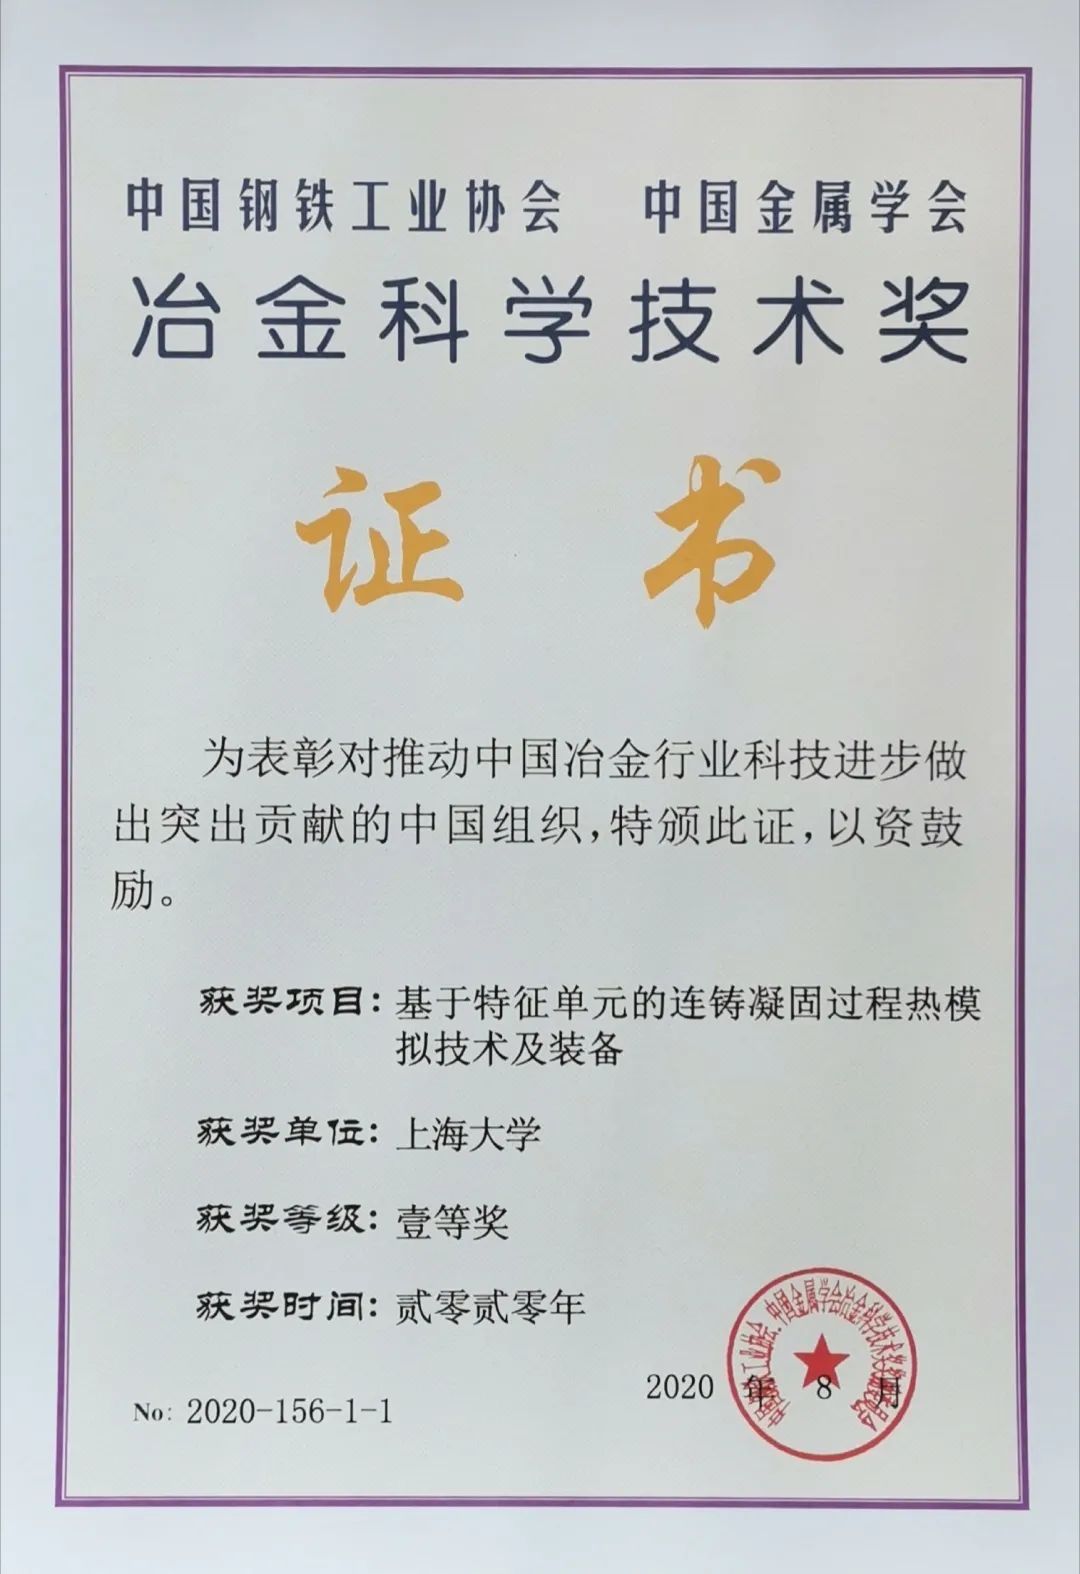 中国钢铁工业协会 中国金属学会
冶金科学技术奖
证 书
为表彰对推动中国冶金行业科技进步做
出突出贡献的中国组织，特颁此证，以资鼓
励。
获奖项目：基于特征单元的连铸凝固过程热模
拟技术及装备
获奖单位：上海大学
获奖等级：壹等奖
获奖时间：贰零贰零年
2020 年 8 月
No: 2020-156-1-1